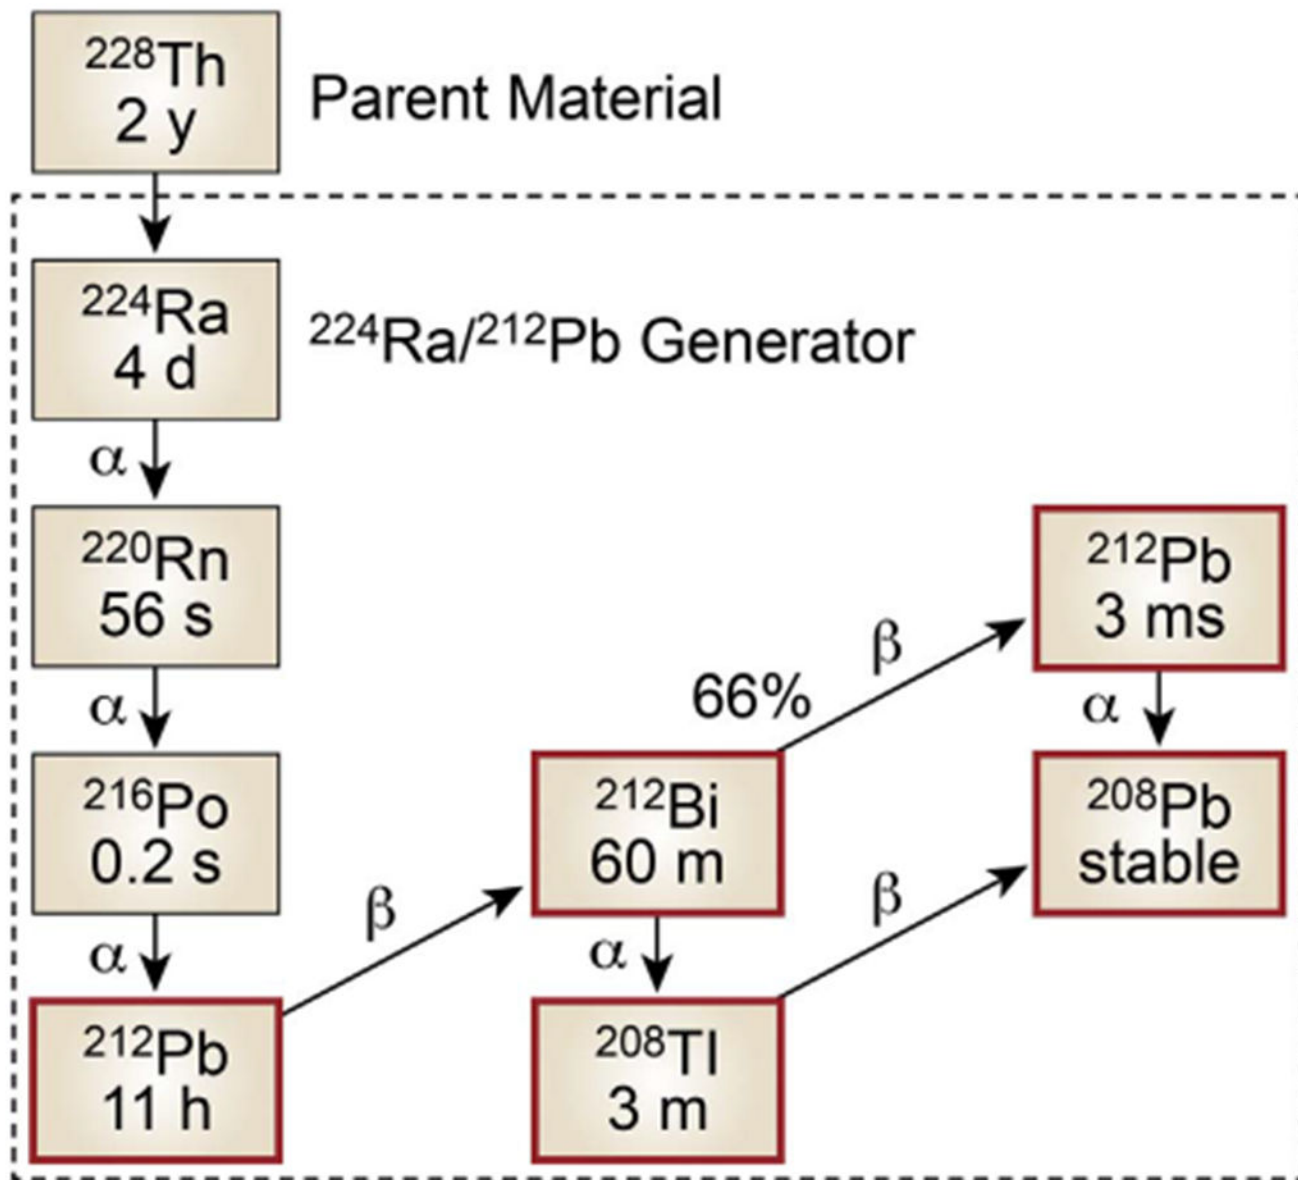 ²²⁸Th
2 y
Parent Material
²²⁴Ra
4 d
²²⁴Ra/²¹²Pb Generator
α
²²⁰Rn
56 s
α
²¹⁶Po
0.2 s
α
²¹²Pb
11 h
β
²¹²Bi
60 m
α
²⁰⁸Tl
3 m
66%
β
²¹²Pb
3 ms
α
β
²⁰⁸Pb
stable